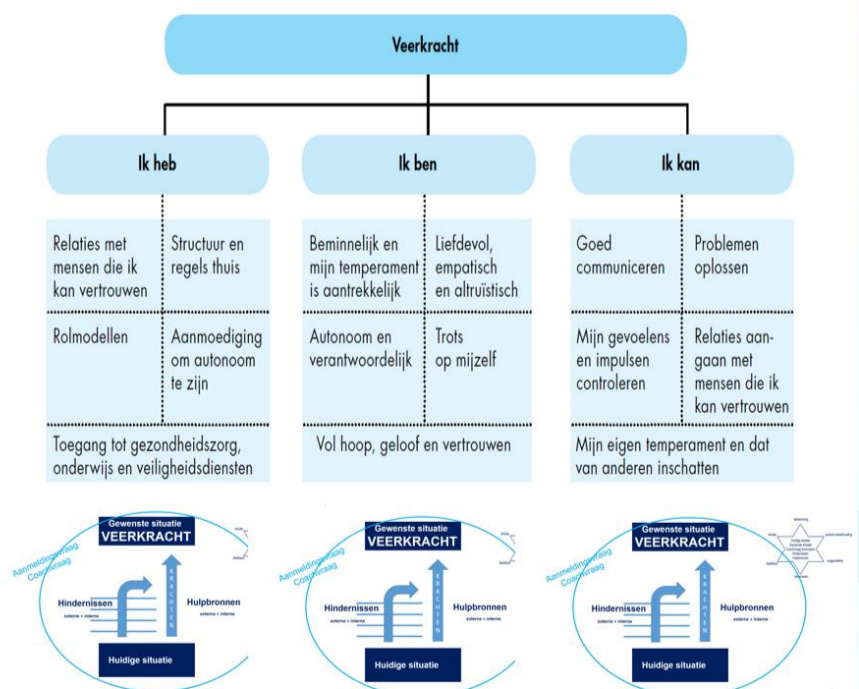 Veerkracht
Ik heb
Ik ben
Ik kan
Relaties met
mensen die ik
kan vertrouwen
Structuur en
regels thuis
Rolmodellen
Aanmoediging
om autonoom
te zijn
Toegang tot gezondheidszorg,
onderwijs en veiligheidsdiensten
Beminnelijk en
mijn temperament
is aantrekkelijk
Liefdevol,
empatisch
en altruïstisch
Autonoom en
verantwoordelijk
Trots
op mijzelf
Vol hoop, geloof en vertrouwen
Goed
communiceren
Problemen
oplossen
Mijn gevoelens
en impulsen
controleren
Relaties aan-
gaan met
mensen die ik
kan vertrouwen
Mijn eigen temperament en dat
van anderen inschatten
Aanmeldingsvraag
Coachvraag
Gewenste situatie
VEERKRACHT
Hindernissen
externe + interne
KRACHTEN
Hulpbronnen
externe + interne
Huidige situatie
Aanmeldingsvraag
Coachvraag
Gewenste situatie
VEERKRACHT
Hindernissen
externe + interne
KRACHTEN
Hulpbronnen
externe + interne
Huidige situatie
Aanmeldingsvraag
Coachvraag
Gewenste situatie
VEERKRACHT
Hindernissen
externe + interne
KRACHTEN
Hulpbronnen
externe + interne
Huidige situatie